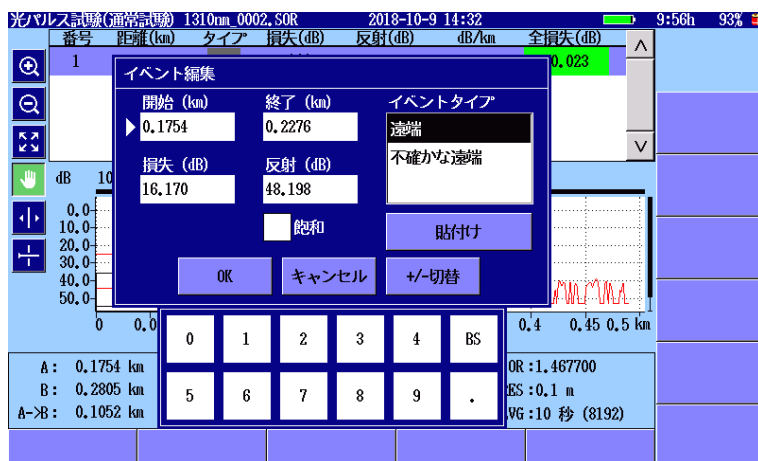 光パルス試験(通常試験) 1310nm_0002.SOR 2018-10-9 14:32 9:56h 93%
番号 距離(km) タイプ 損失(dB) 反射(dB) dB/km 全損失(dB)
1 0.023
イベント編集
開始 (km) 終了 (km) イベントタイプ
0.1754 0.2276 遠端
不確かな遠端
損失 (dB) 反射 (dB)
16.170 48.198
飽和 貼付け
OK キャンセル +/-切替
dB 10
0.0
10.0
20.0
30.0
40.0
50.0
0 0.0 0.4 0.45 0.5 km
0 1 2 3 4 BS
5 6 7 8 9 .
A: 0.1754 km OR:1.467700
B: 0.2805 km ES:0.1 m
A->B: 0.1052 km VG:10 秒 (8192)